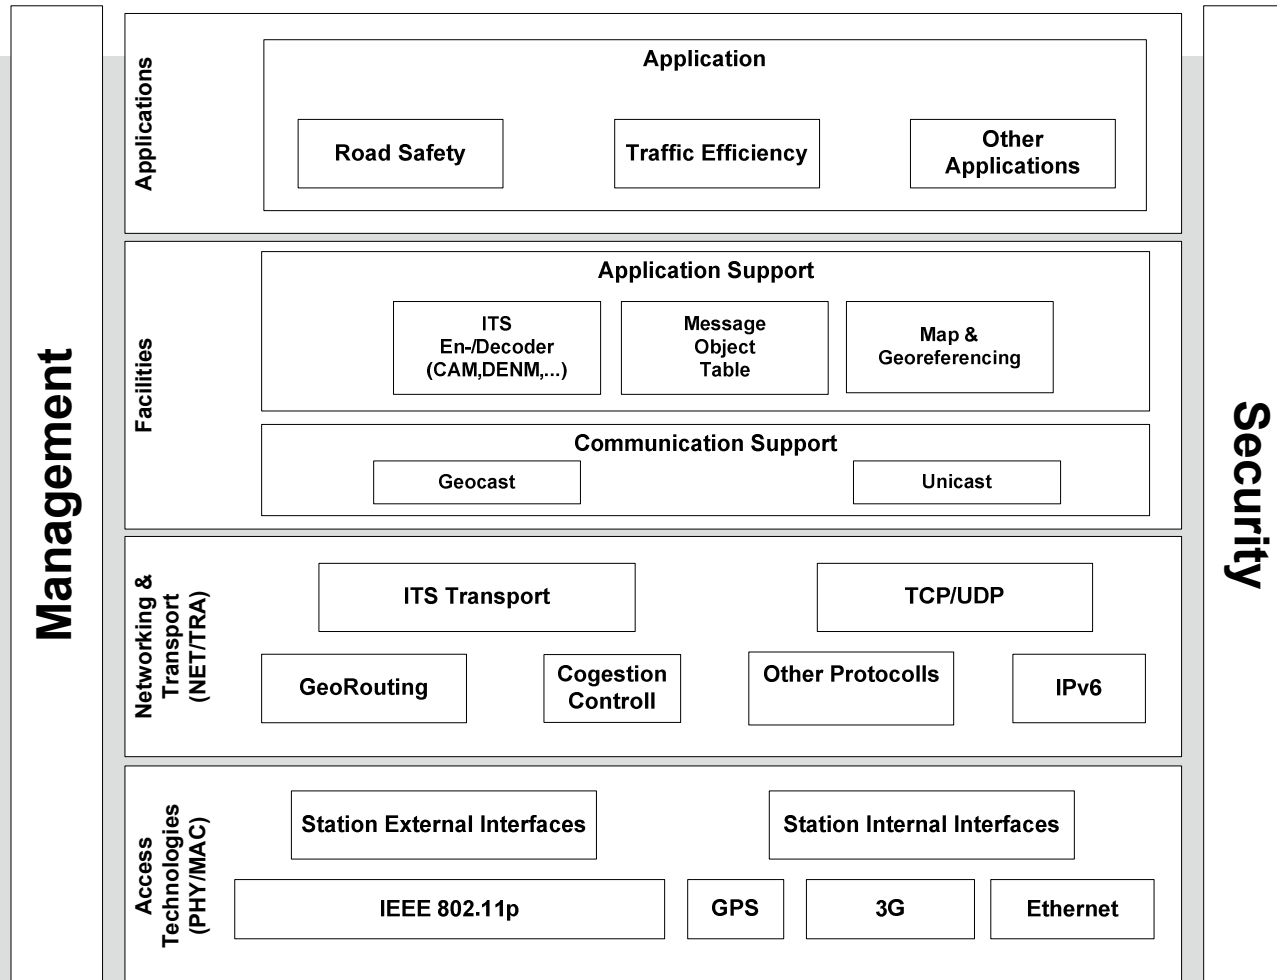 Management
Applications
Application
Road Safety
Traffic Efficiency
Other
Applications
Facilities
Application Support
ITS
En-/Decoder
(CAM,DENM,...)
Message
Object
Table
Map &
Georeferencing
Communication Support
Geocast
Unicast
Networking &
Transport
(NET/TRA)
ITS Transport
TCP/UDP
GeoRouting
Cogestion
Controll
Other Protocolls
IPv6
Access
Technologies
(PHY/MAC)
Station External Interfaces
Station Internal Interfaces
IEEE 802.11p
GPS
3G
Ethernet
Security